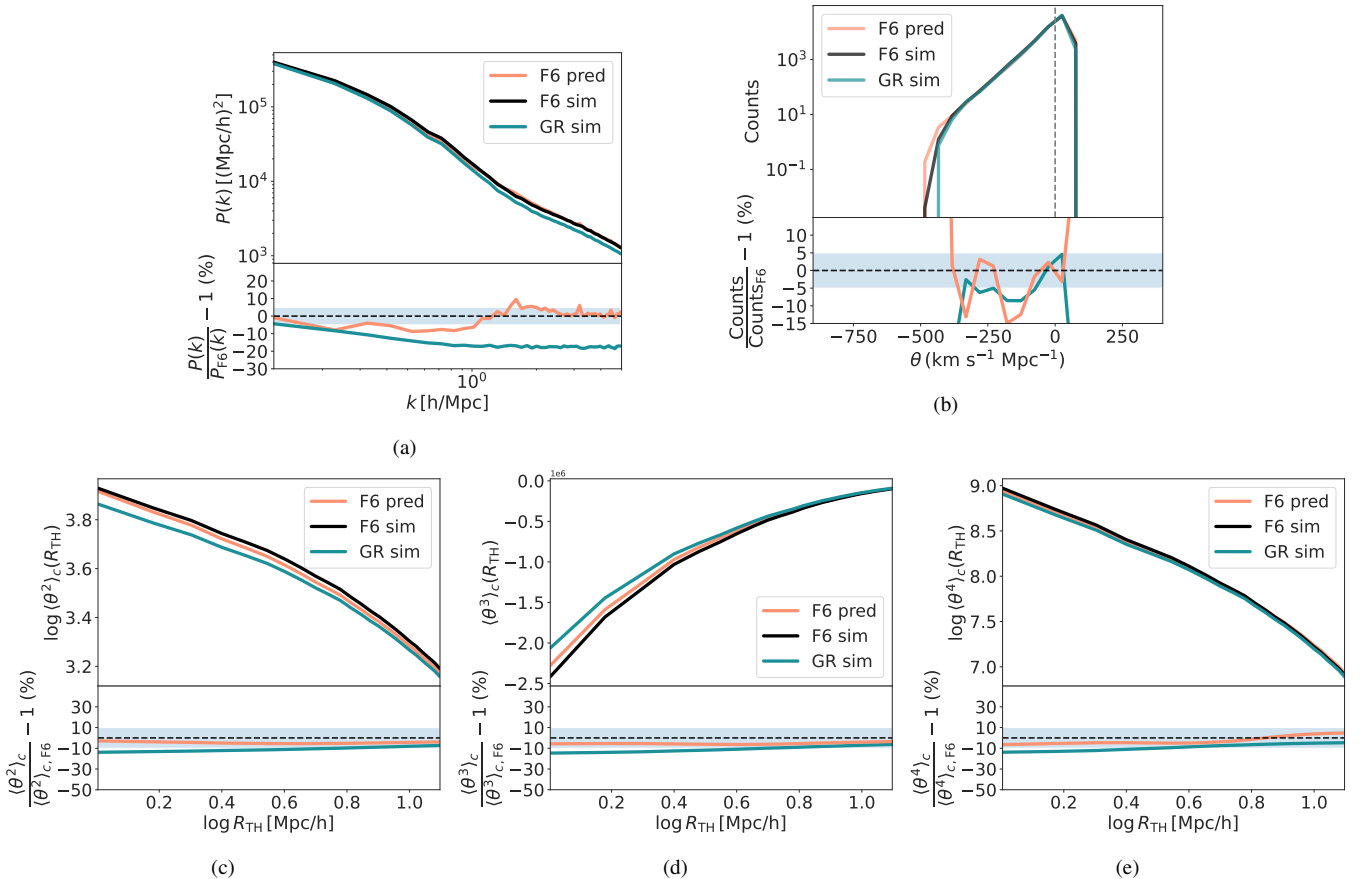 (a)
F6 pred
F6 sim
GR sim
P(k) [(Mpc/h)²]
10⁵
10⁴
10³
P(k)/P_F6(k) − 1 (%)
20
10
0
−10
−20
−30
10⁰
k [h/Mpc]
(a)
(b)
F6 pred
F6 sim
GR sim
Counts
10³
10¹
10⁻¹
Counts/Counts_F6 − 1 (%)
10
5
0
−5
−10
−15
−750 −500 −250 0 250
θ (km s⁻¹ Mpc⁻¹)
(b)
F6 pred
F6 sim
GR sim
log⟨θ²⟩_c(R_TH)
3.8
3.6
3.4
3.2
⟨θ²⟩_c/⟨θ²⟩_c,F6 − 1 (%)
30
10
−10
−30
−50
0.2 0.4 0.6 0.8 1.0
log R_TH [Mpc/h]
(c)
1e6
F6 pred
F6 sim
GR sim
⟨θ³⟩_c(R_TH)
0.0
−0.5
−1.0
−1.5
−2.0
−2.5
⟨θ³⟩_c/⟨θ³⟩_c,F6 − 1 (%)
30
10
−10
−30
−50
0.2 0.4 0.6 0.8 1.0
log R_TH [Mpc/h]
(d)
F6 pred
F6 sim
GR sim
log⟨θ⁴⟩_c(R_TH)
9.0
8.5
8.0
7.5
7.0
⟨θ⁴⟩_c/⟨θ⁴⟩_c,F6 − 1 (%)
30
10
−10
−30
−50
0.2 0.4 0.6 0.8 1.0
log R_TH [Mpc/h]
(e)